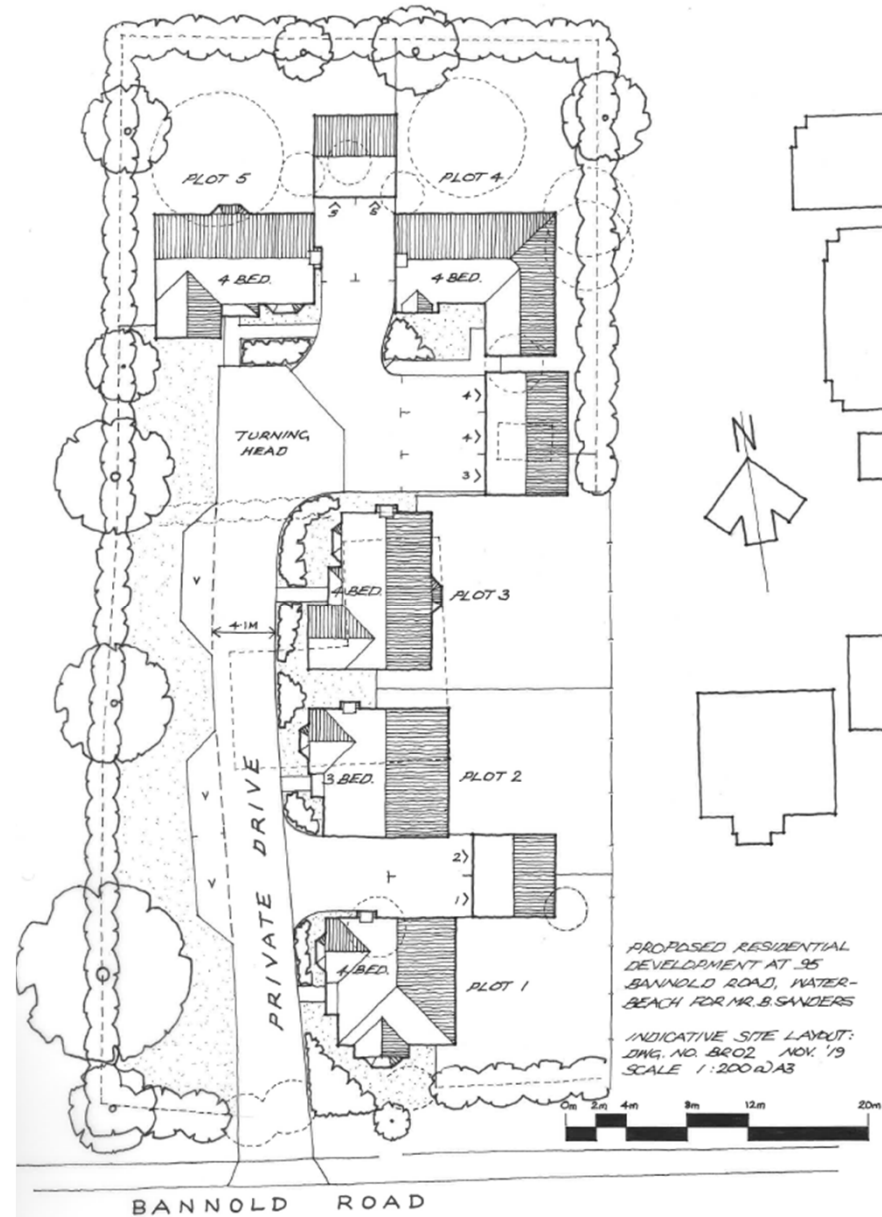 PLOT 5
PLOT 4
5 5
4 BED.
4 BED.
4
4
3
TURNING
HEAD
N
4 BED.
PLOT 3
V
4·1M
3 BED.
PLOT 2
V
V
2
1
PRIVATE DRIVE
4 BED.
PLOT 1
PROPOSED RESIDENTIAL
DEVELOPMENT AT 95
BANNOLD ROAD, WATER-
BEACH FOR MR. B. SANDERS
INDICATIVE SITE LAYOUT:
DWG. NO. BR02 NOV. '19
SCALE 1:200 @ A3
0m 2m 4m 8m 12m 20m
BANNOLD ROAD